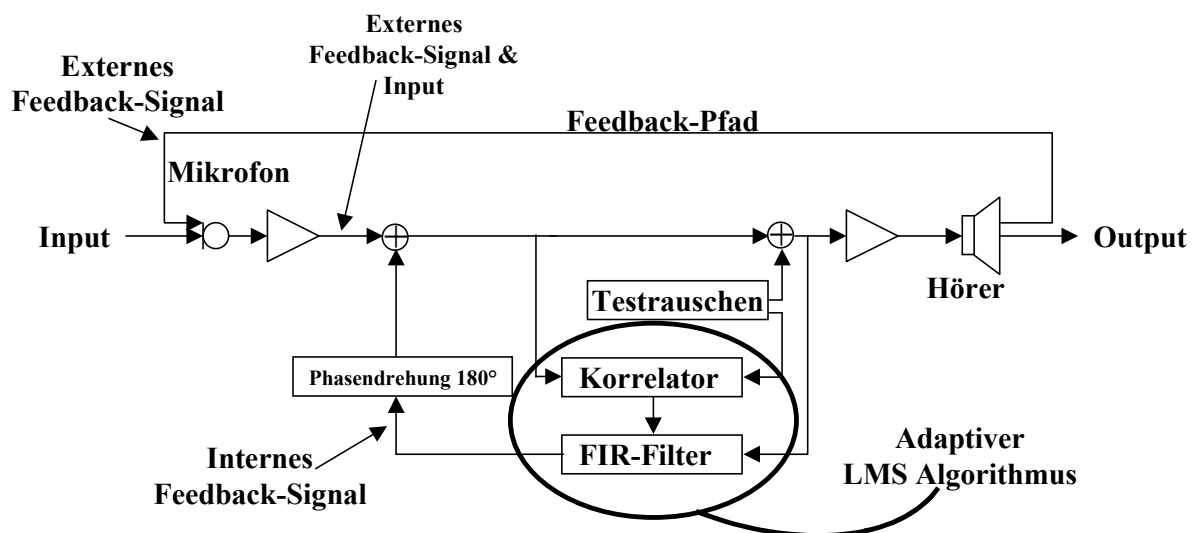 Externes
Feedback-Signal &
Input
Externes
Feedback-Signal
Feedback-Pfad
Mikrofon
Input
Output
Hörer
Testrauschen
Phasendrehung 180°
Korrelator
FIR-Filter
Internes
Feedback-Signal
Adaptiver
LMS Algorithmus